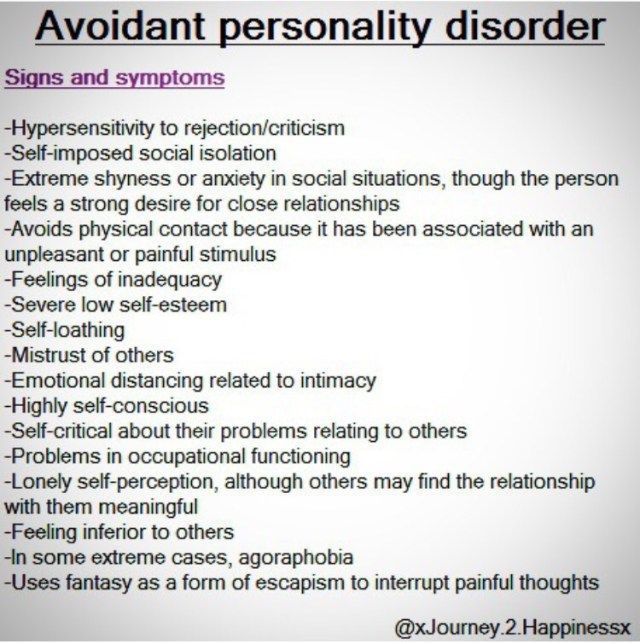 Avoidant personality disorder
Signs and symptoms
-Hypersensitivity to rejection/criticism
-Self-imposed social isolation
-Extreme shyness or anxiety in social situations, though the person
feels a strong desire for close relationships
-Avoids physical contact because it has been associated with an
unpleasant or painful stimulus
-Feelings of inadequacy
-Severe low self-esteem
-Self-loathing
-Mistrust of others
-Emotional distancing related to intimacy
-Highly self-conscious
-Self-critical about their problems relating to others
-Problems in occupational functioning
-Lonely self-perception, although others may find the relationship
with them meaningful
-Feeling inferior to others
-In some extreme cases, agoraphobia
-Uses fantasy as a form of escapism to interrupt painful thoughts
@xJourney.2.Happinessx